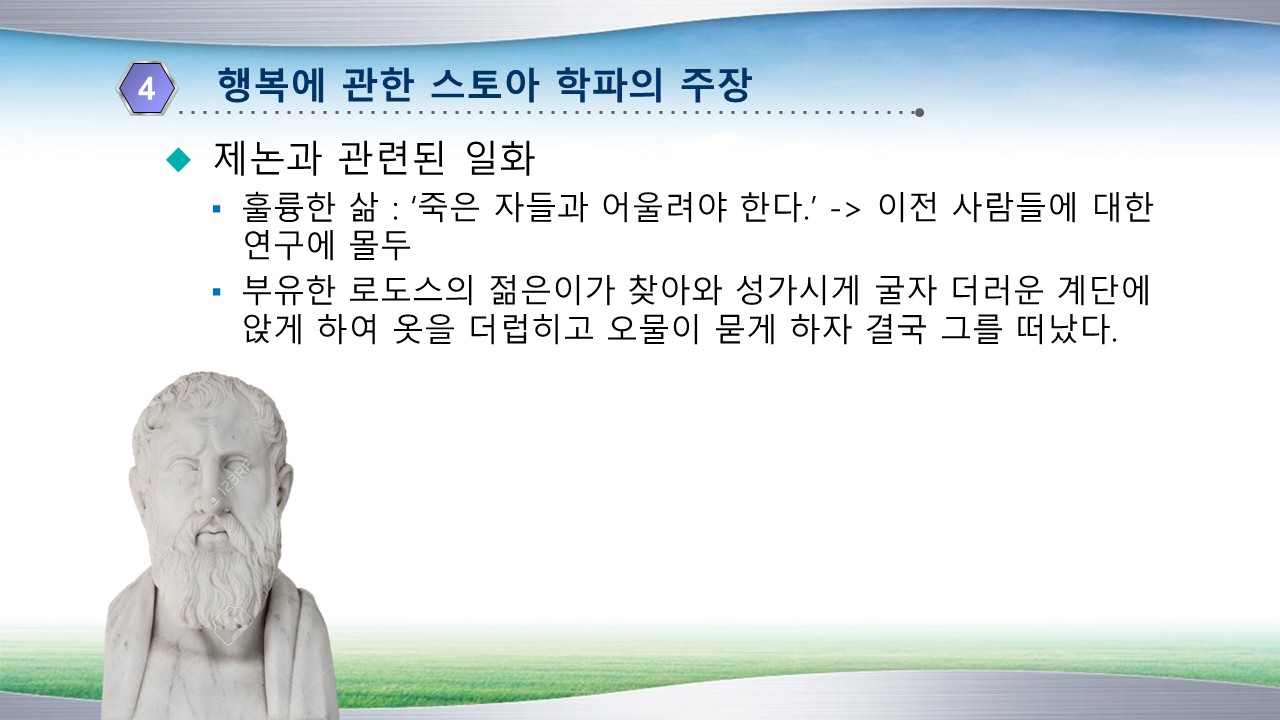 4 행복에 관한 스토아 학파의 주장
제논과 관련된 일화
훌륭한 삶 : ‘죽은 자들과 어울려야 한다.’ -> 이전 사람들에 대한
연구에 몰두
부유한 로도스의 젊은이가 찾아와 성가시게 굴자 더러운 계단에
앉게 하여 옷을 더럽히고 오물이 묻게 하자 결국 그를 떠났다.
123RF